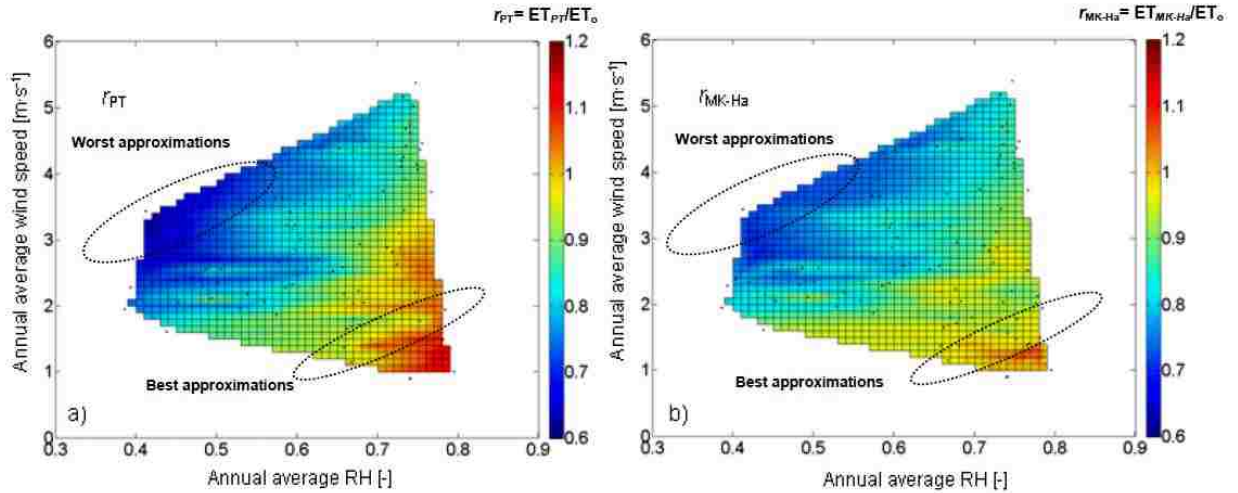 r_PT = ET_PT/ET_o
r_PT
Worst approximations
Best approximations
a)
Annual average wind speed [m·s⁻¹]
6
5
4
3
2
1
0
0.3 0.4 0.5 0.6 0.7 0.8 0.9
Annual average RH [-]
1.2
1.1
1
0.9
0.8
0.7
0.6
r_MK-Ha = ET_MK-Ha/ET_o
r_MK-Ha
Worst approximations
Best approximations
b)
Annual average wind speed [m·s⁻¹]
6
5
4
3
2
1
0
0.3 0.4 0.5 0.6 0.7 0.8 0.9
Annual average RH [-]
1.2
1.1
1
0.9
0.8
0.7
0.6